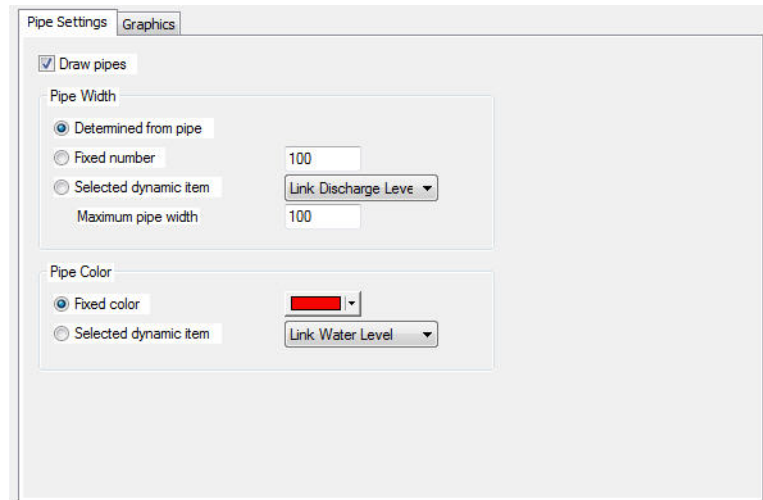 Pipe Settings Graphics
Draw pipes
Pipe Width
Determined from pipe
Fixed number 100
Selected dynamic item Link Discharge Leve
Maximum pipe width 100
Pipe Color
Fixed color
Selected dynamic item Link Water Level